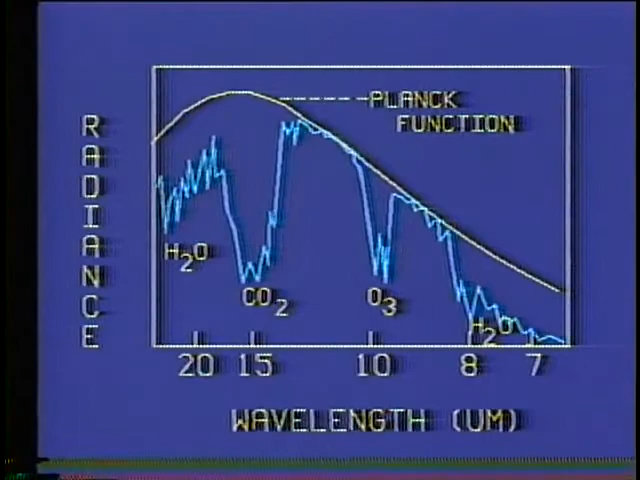 RADIANCE
PLANCK
FUNCTION
H2O
CO2
O3
H2O
20 15 10 8 7
WAVELENGTH (UM)